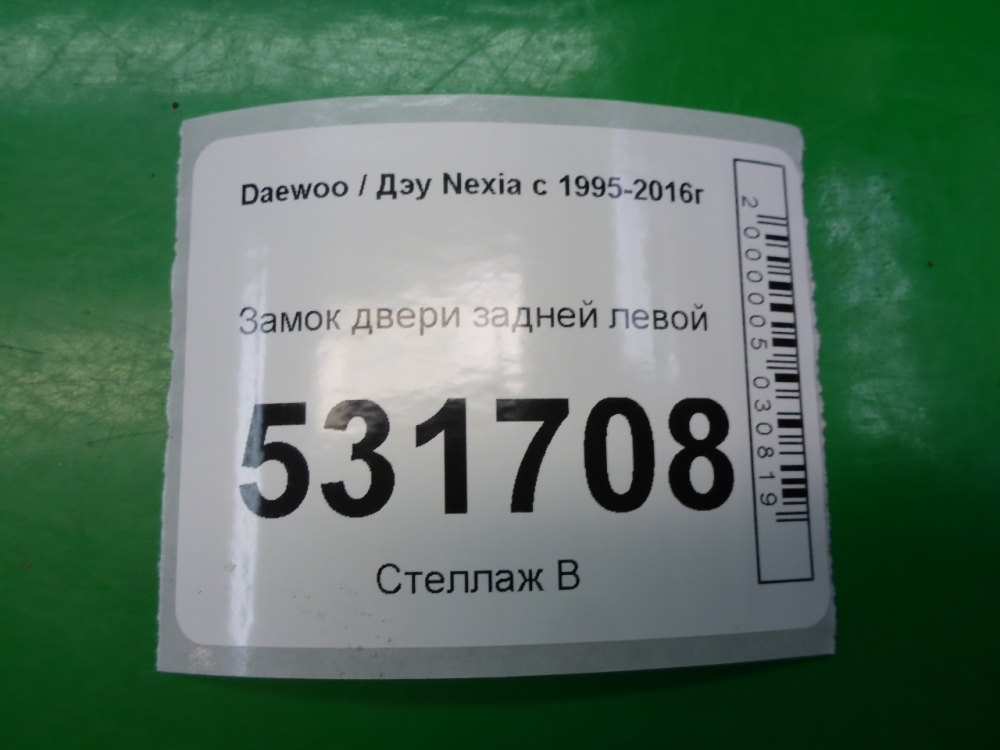 Daewoo / Дэу Nexia с 1995-2016г
Замок двери задней левой
531708
Стеллаж В
2000005030819